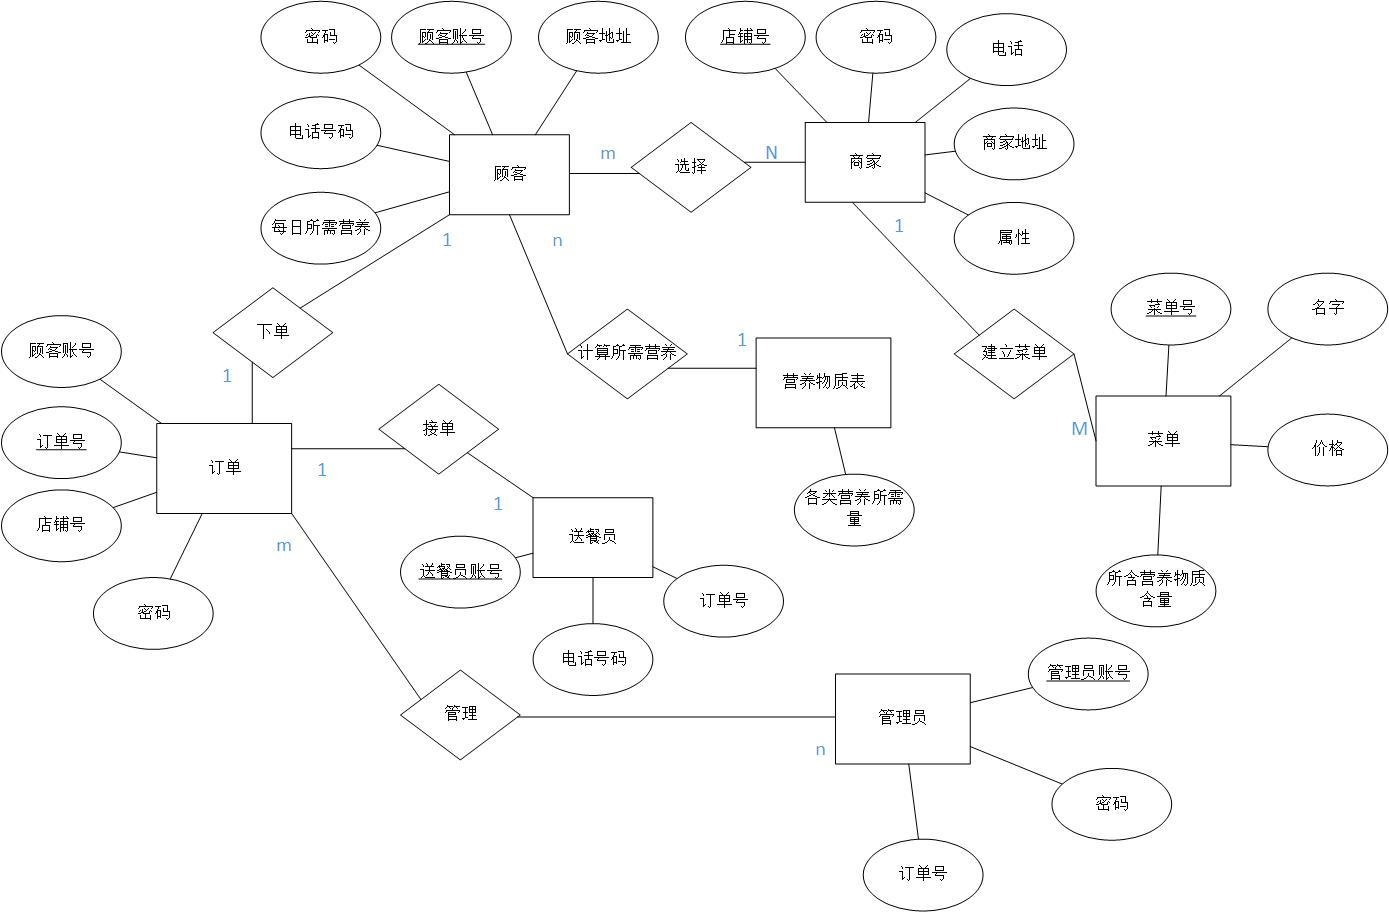 密码
顾客账号
顾客地址
店铺号
密码
电话
电话号码
顾客
m
选择
N
商家
商家地址
每日所需营养
1
n
1
属性
下单
顾客账号
1
计算所需营养
1
营养物质表
建立菜单
菜单号
名字
订单号
订单
接单
1
1
M
菜单
价格
店铺号
m
送餐员
各类营养所需
量
送餐员账号
订单号
所含营养物质
含量
密码
电话号码
管理
n
管理员
管理员账号
密码
订单号